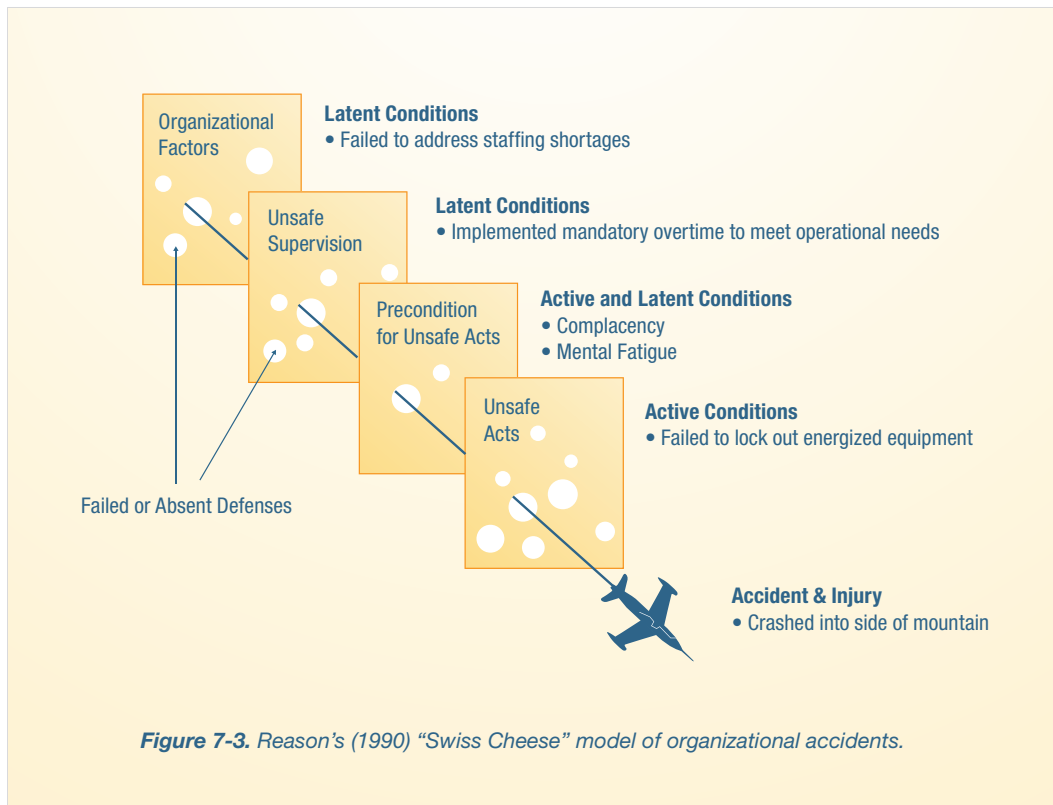 Organizational
Factors
Latent Conditions
• Failed to address staffing shortages
Unsafe
Supervision
Latent Conditions
• Implemented mandatory overtime to meet operational needs
Precondition
for Unsafe Acts
Active and Latent Conditions
• Complacency
• Mental Fatigue
Unsafe
Acts
Active Conditions
• Failed to lock out energized equipment
Failed or Absent Defenses
Accident & Injury
• Crashed into side of mountain
Figure 7-3. Reason’s (1990) “Swiss Cheese” model of organizational accidents.